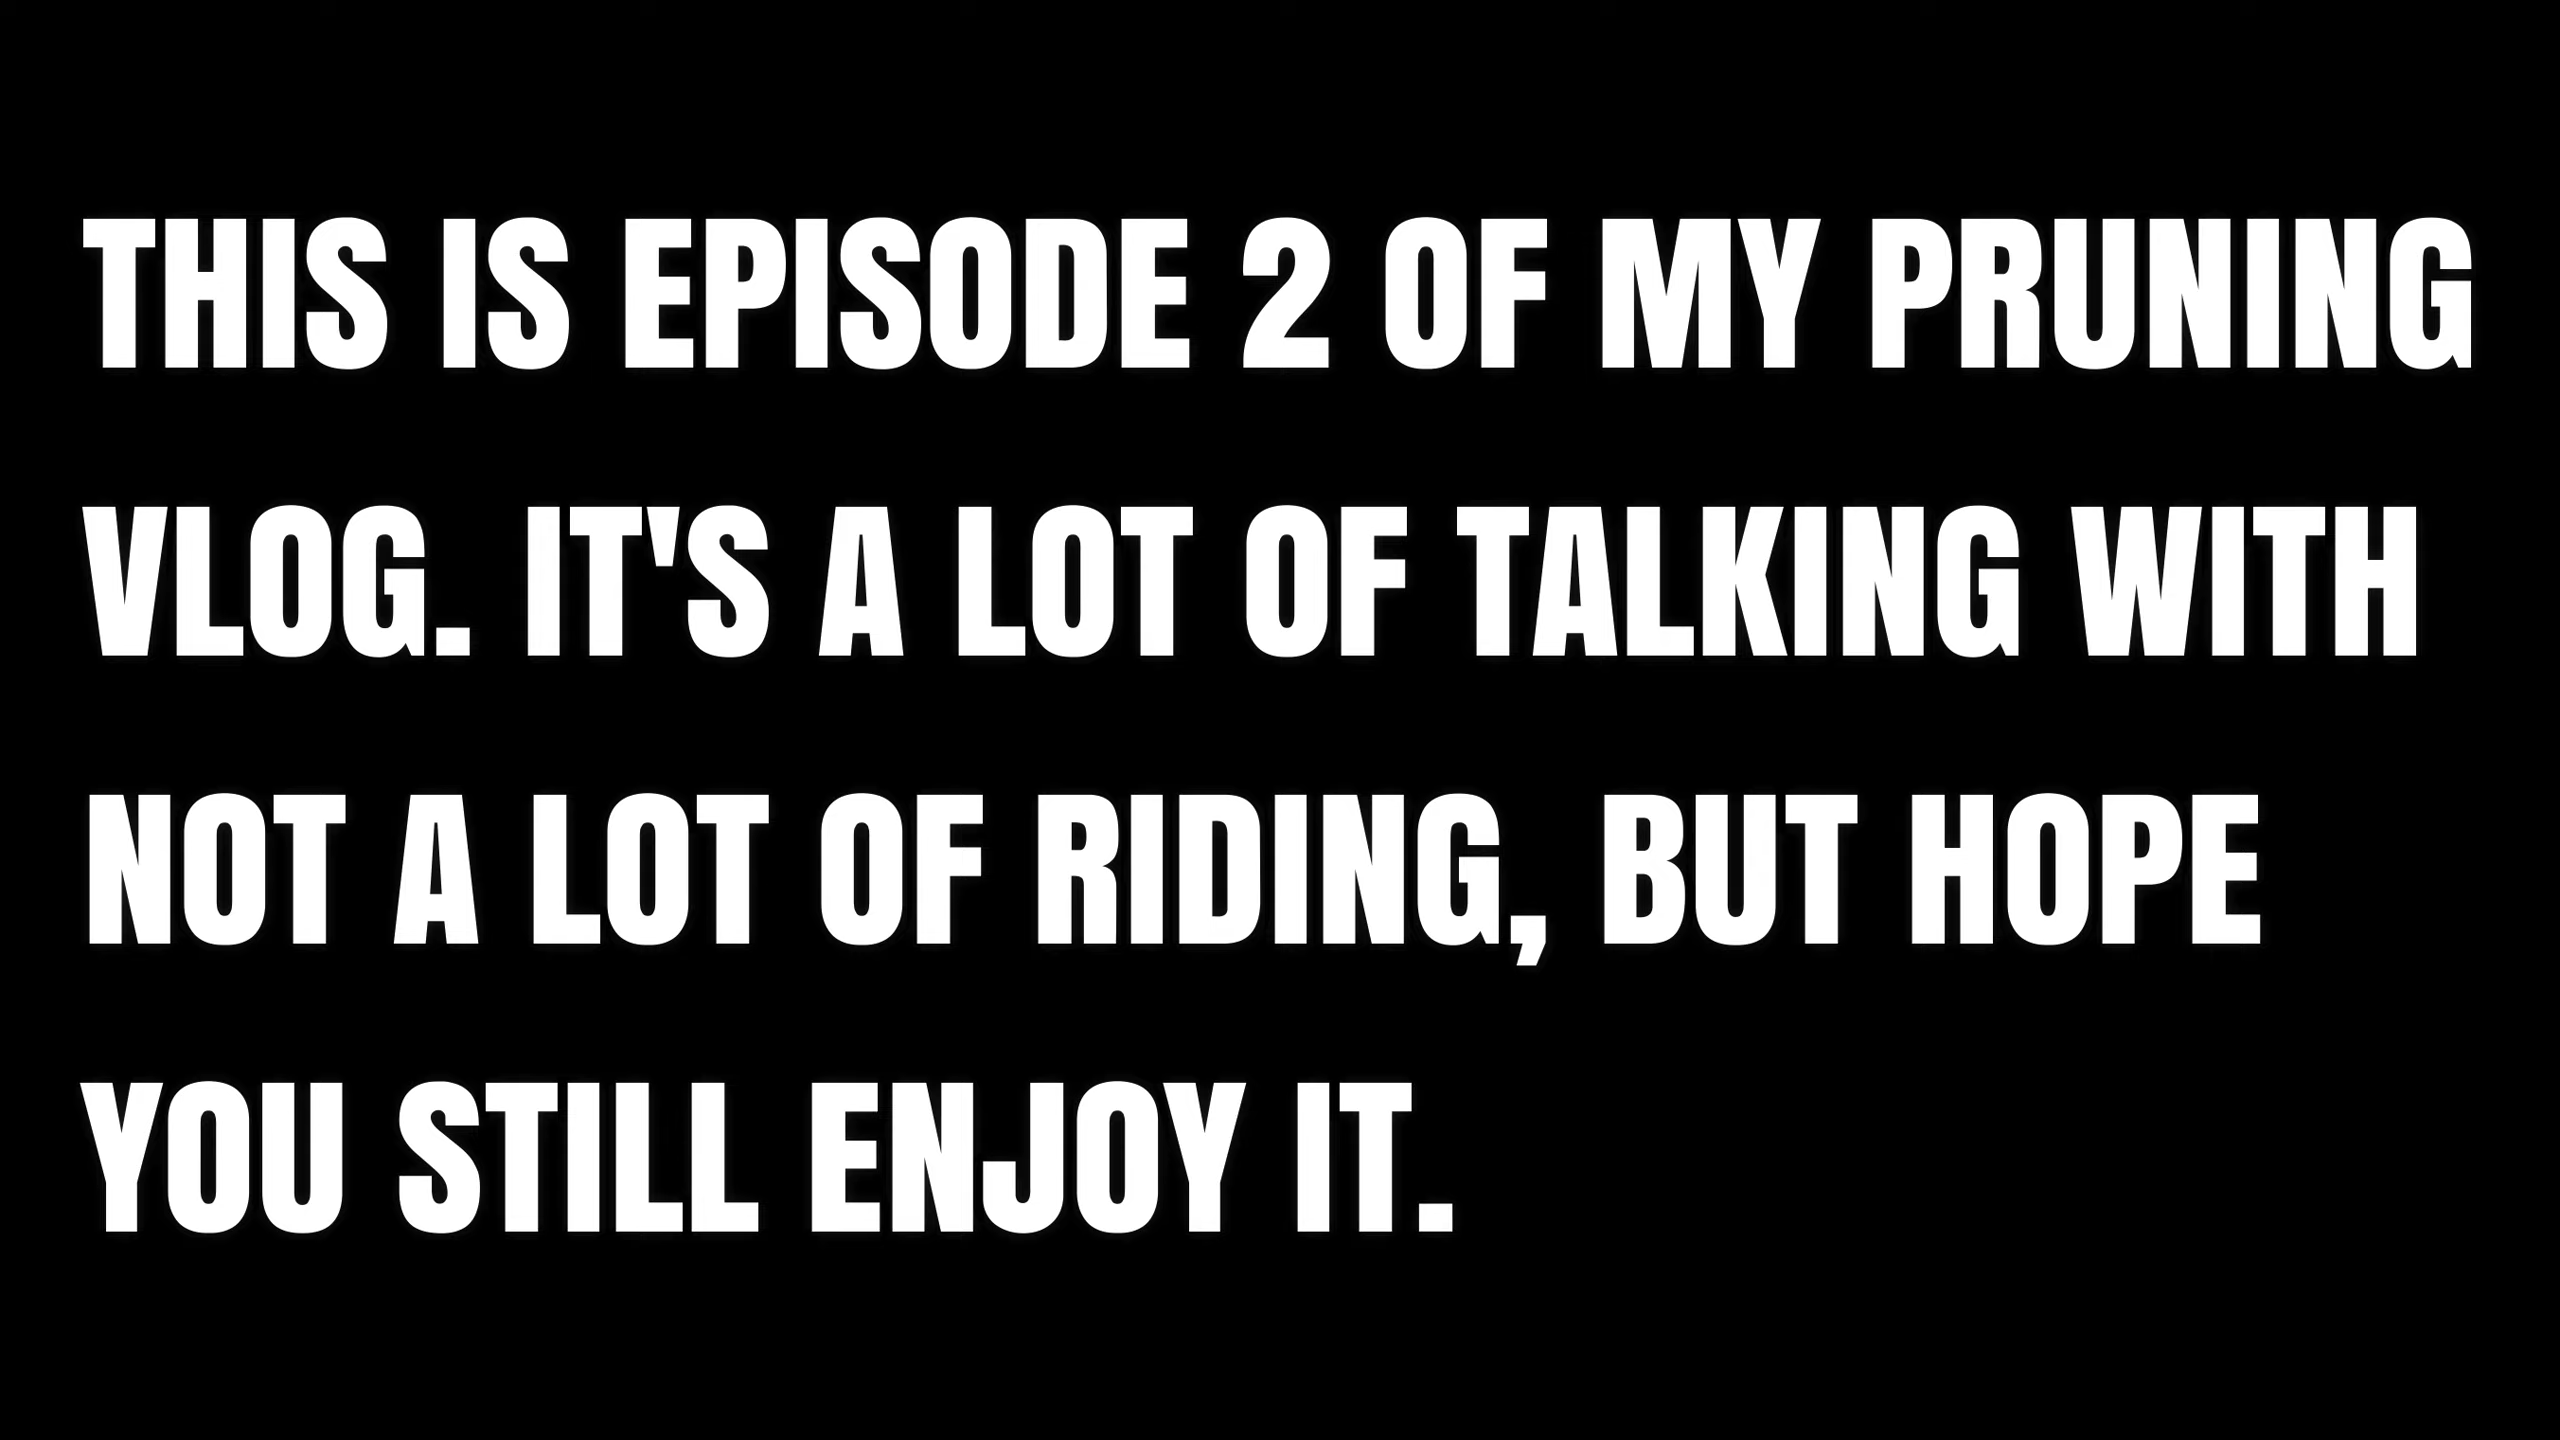 THIS IS EPISODE 2 OF MY PRUNING
VLOG. IT'S A LOT OF TALKING WITH
NOT A LOT OF RIDING, BUT HOPE
YOU STILL ENJOY IT.